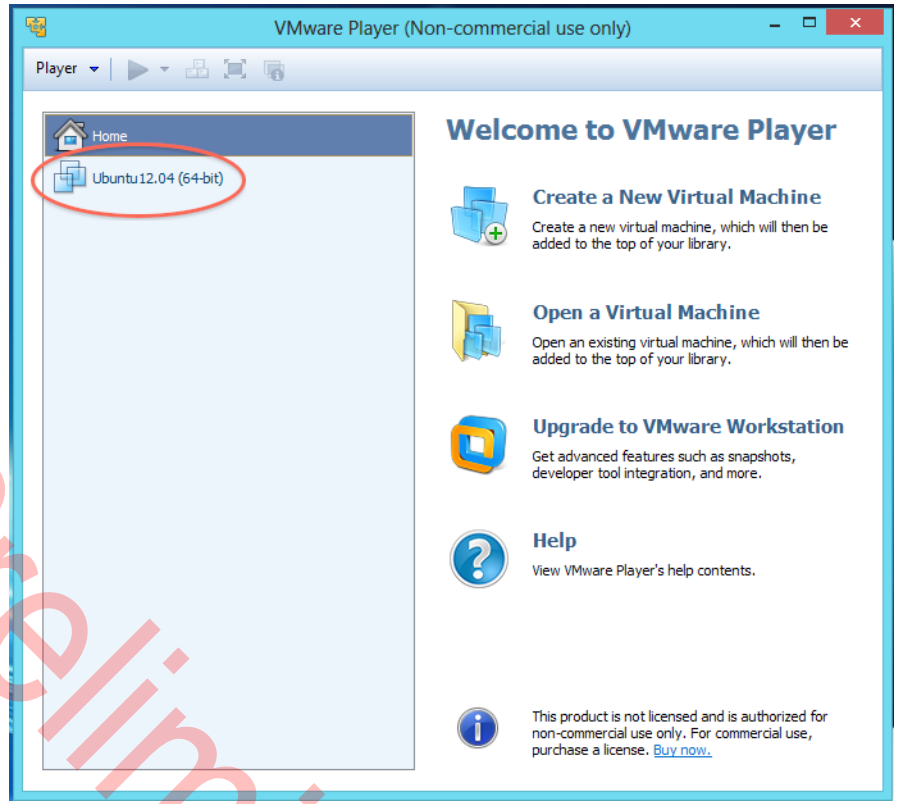 VMware Player (Non-commercial use only)
Player
Home
Ubuntu12.04 (64-bit)
Welcome to VMware Player
Create a New Virtual Machine
Create a new virtual machine, which will then be
added to the top of your library.
Open a Virtual Machine
Open an existing virtual machine, which will then be
added to the top of your library.
Upgrade to VMware Workstation
Get advanced features such as snapshots,
developer tool integration, and more.
Help
View VMware Player's help contents.
This product is not licensed and is authorized for
non-commercial use only. For commercial use,
purchase a license. Buy now.